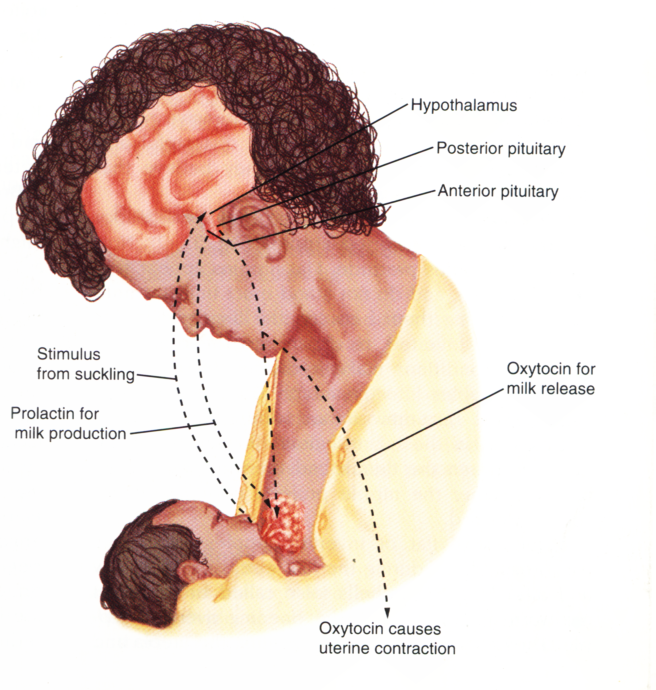 Hypothalamus
Posterior pituitary
Anterior pituitary
Stimulus
from suckling
Oxytocin for
milk release
Prolactin for
milk production
Oxytocin causes
uterine contraction